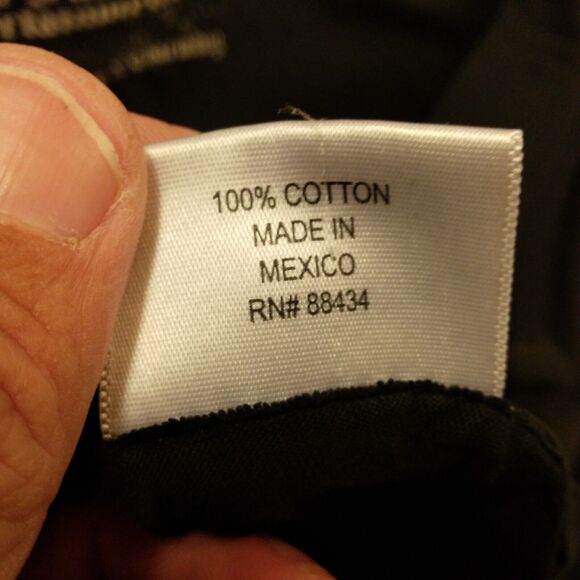 100% COTTON
MADE IN
MEXICO
RN# 88434